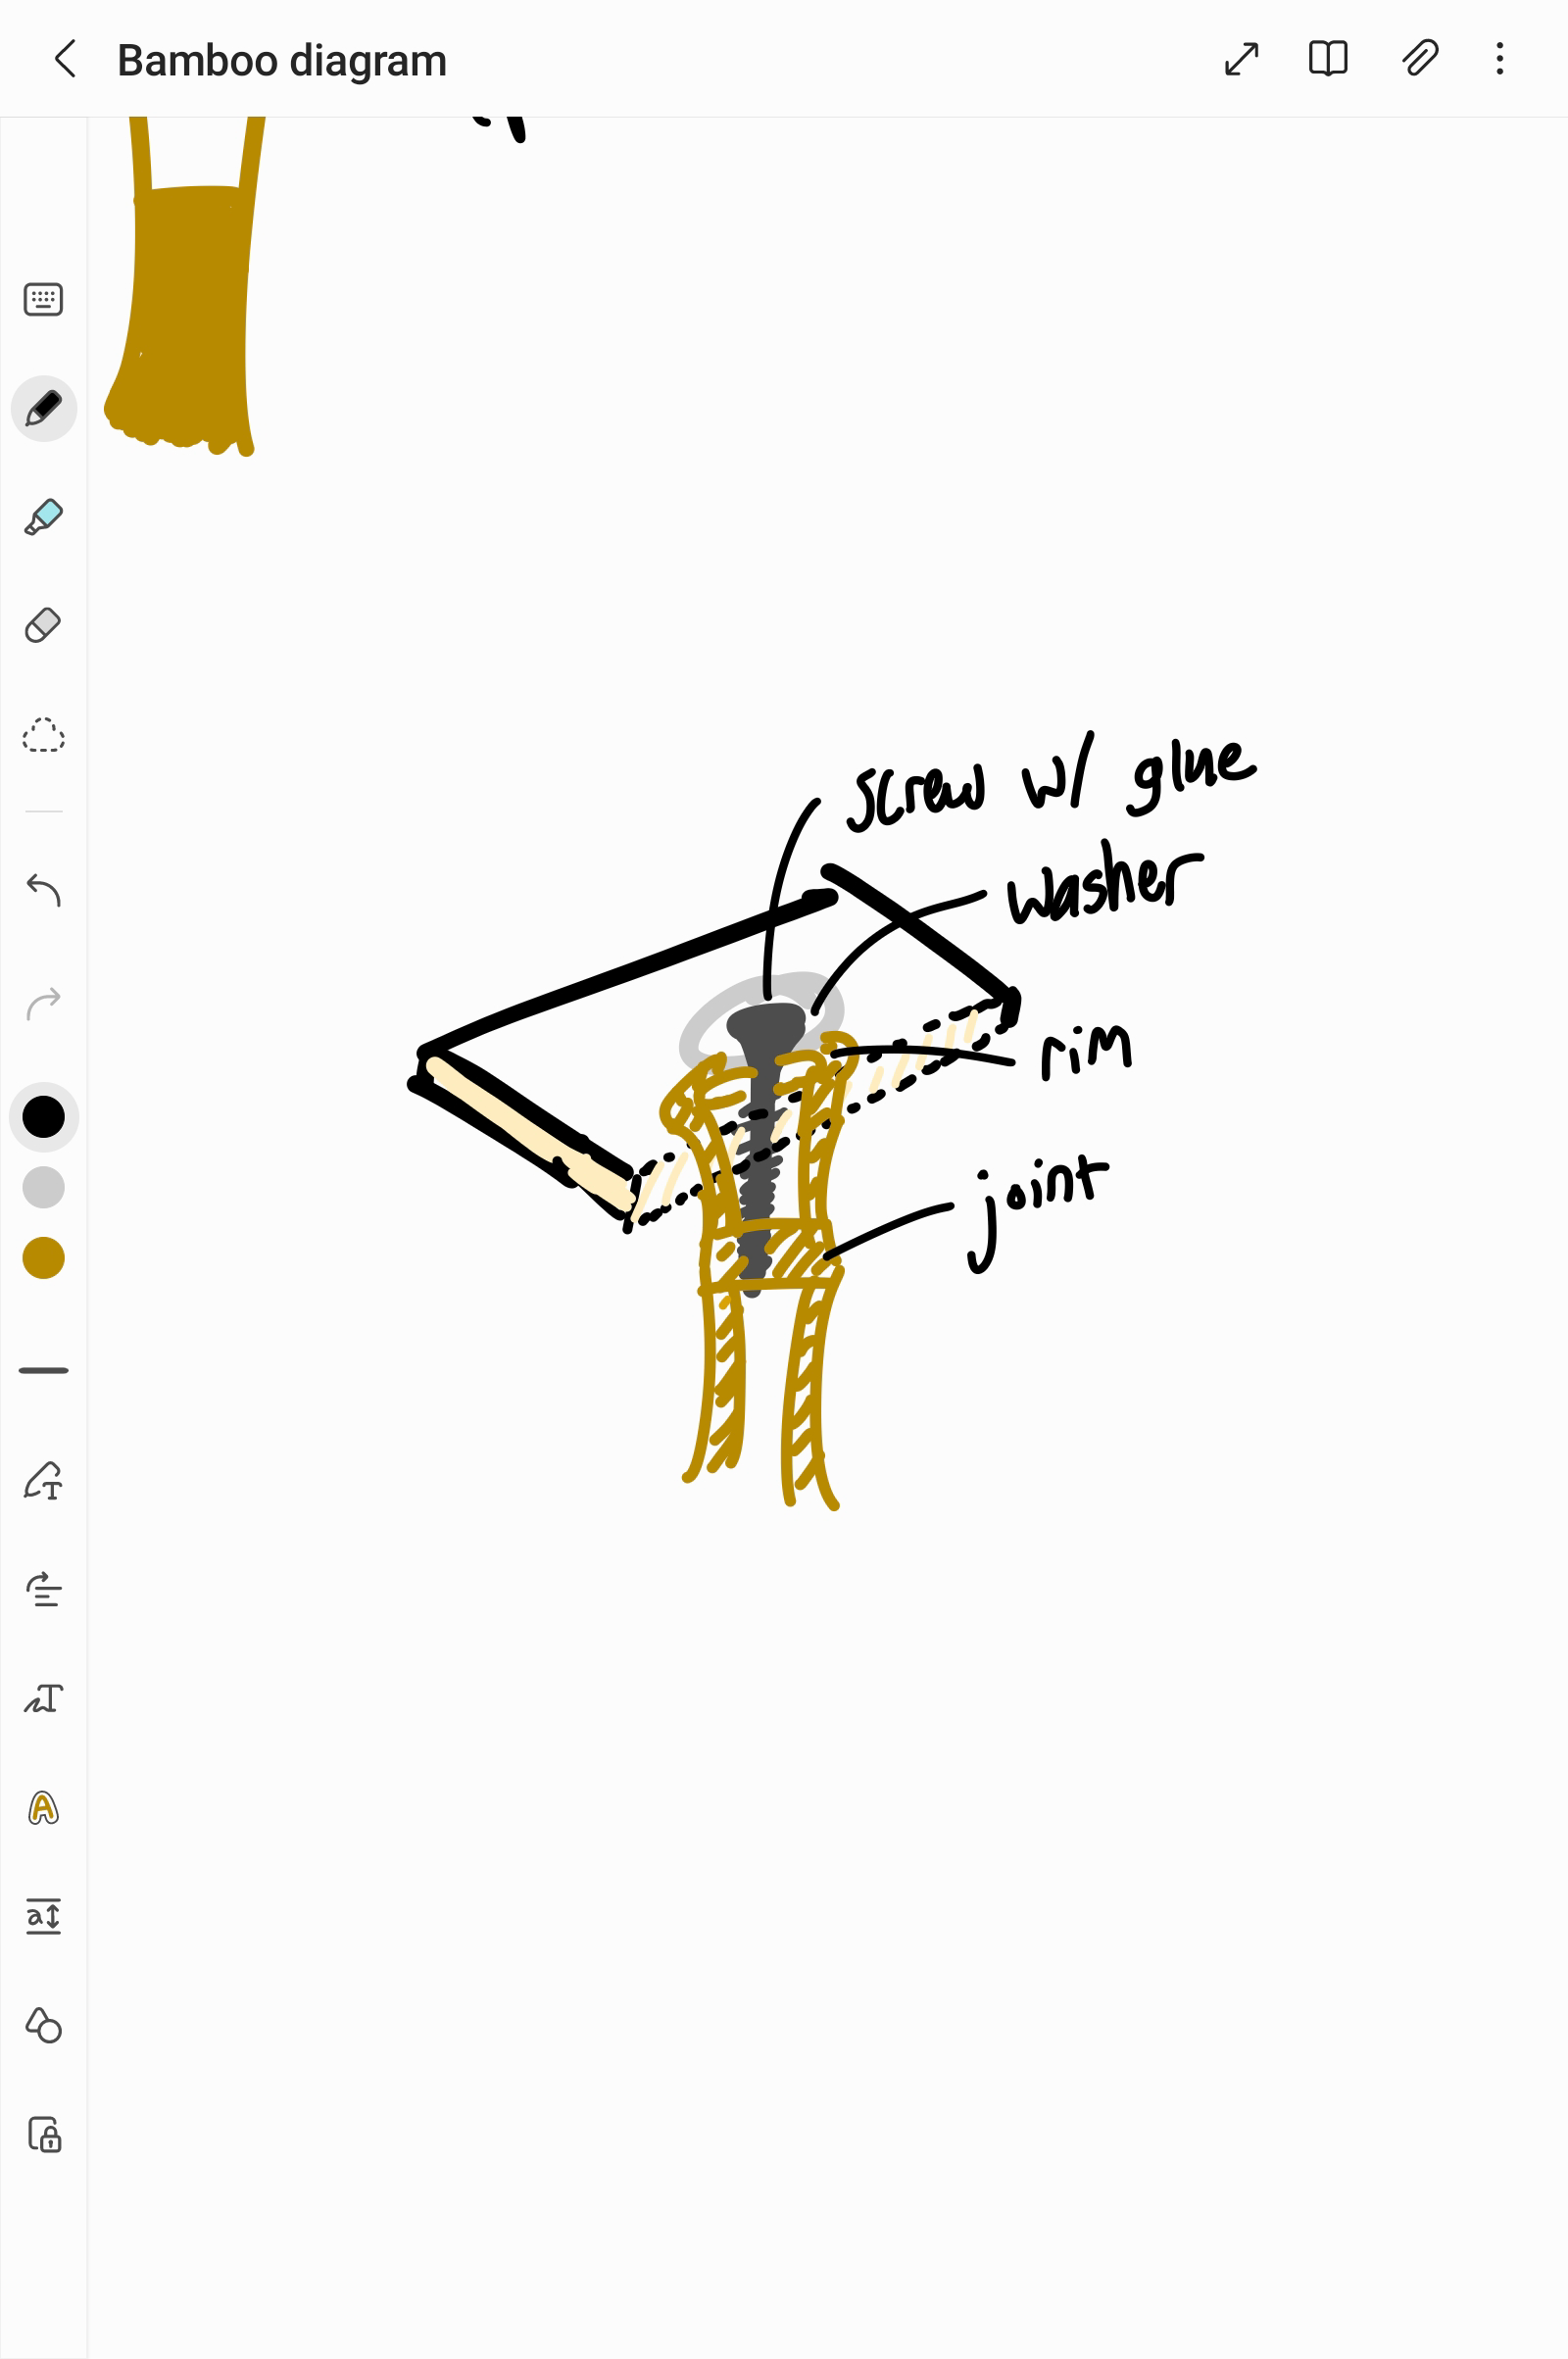 Bamboo diagram
screw w/ glue
washer
rim
joint